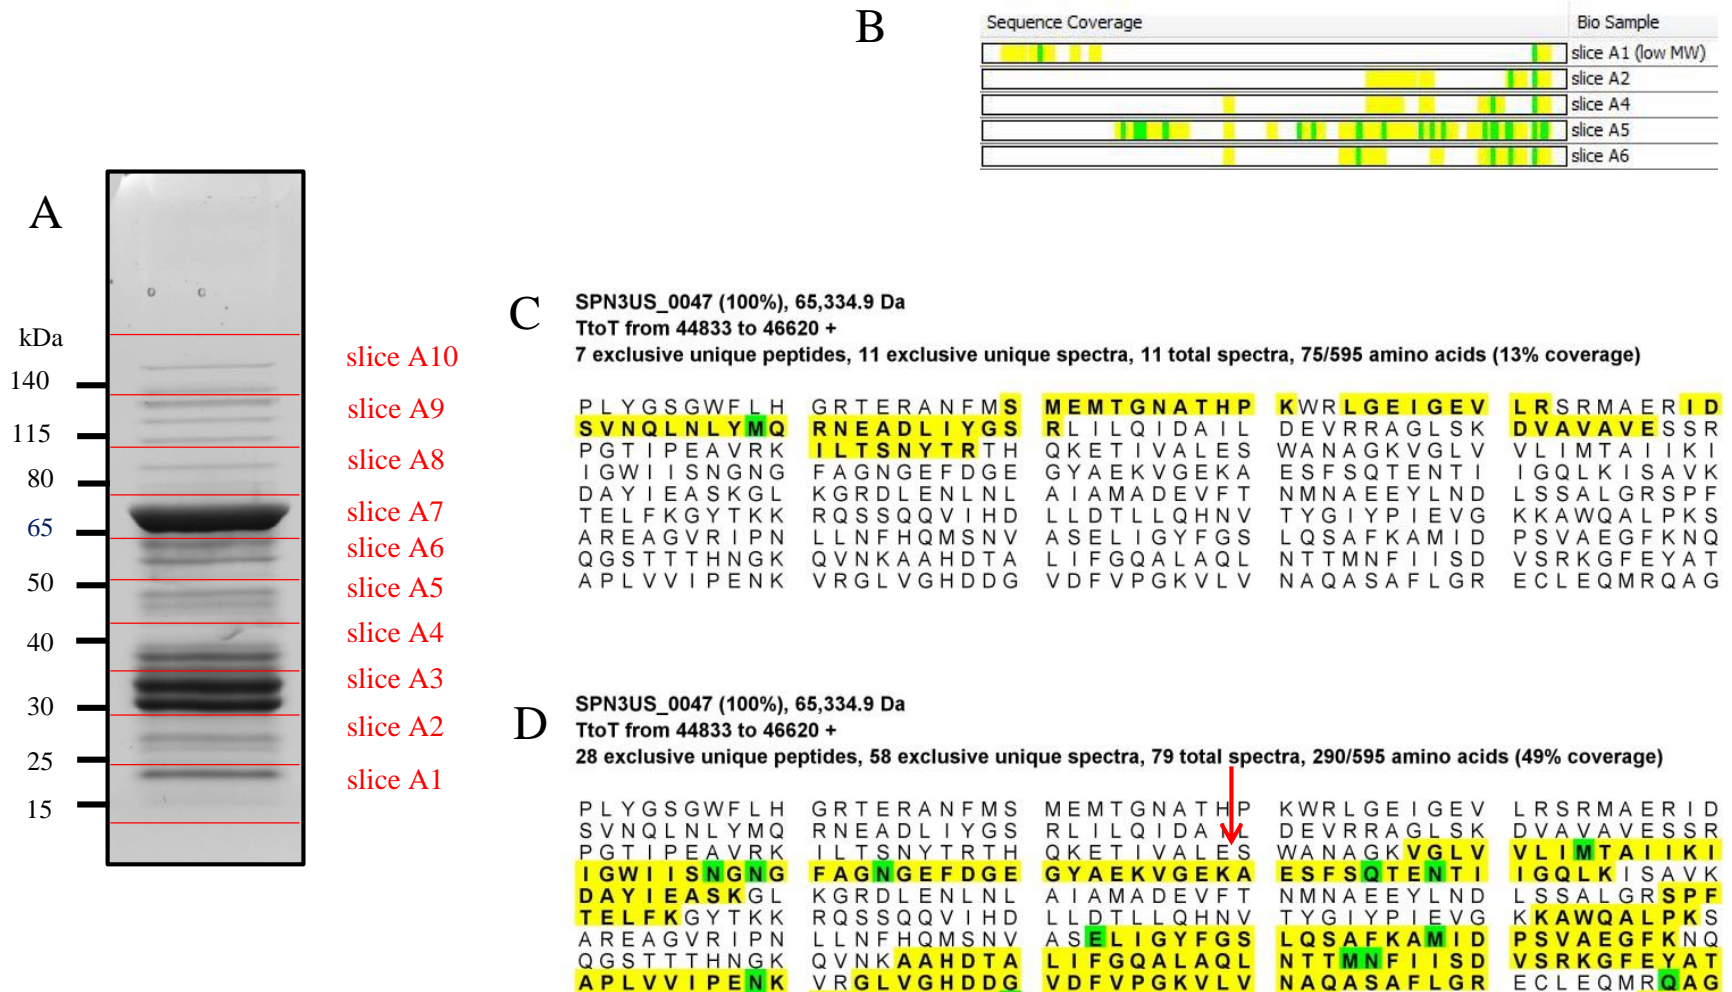 A
kDa
140
115
80
65
50
40
30
25
15
slice A10
slice A9
slice A8
slice A7
slice A6
slice A5
slice A4
slice A3
slice A2
slice A1
B
Sequence Coverage Bio Sample
slice A1 (low MW)
slice A2
slice A4
slice A5
slice A6
C
SPN3US_0047 (100%), 65,334.9 Da
TtoT from 44833 to 46620 +
7 exclusive unique peptides, 11 exclusive unique spectra, 11 total spectra, 75/595 amino acids (13% coverage)
PLYGSGWFLH GRTERANFMS MEMTGNATHP KWRLGEIGEV LRSRMAERID
SVNQLNLYMQ RNEADLIYGS RLILQIDAIL DEVRRAGLSK DVAVAVESSR
PGTIPEAVRK ILTSNYTRTH QKETIVALES WANAGKVGLV VLIMTAIIKI
IGWIISNGNG FAGNGEFDGE GYAEKVGEKA ESFSQTENTI IGQLKISAVK
DAYIEASKGL KGRDLENLNL AIAMADEVFT NMNAEEYLND LSSALGRSPF
TELFKGYTKK RQSSQQVIHD LLDTLLQHNV TYGIYPIEVG KKAWQALPKS
AREAGVRIPN LLNFHQMSNV ASELIGYFGS LQSAFKAMID PSVAEGFKNQ
QGSTTTHNGK QVNKAAHDTA LIFGQALAQL NTTMNFIISD VSRKGFEYAT
APLVVIPENK VRGLVGHDDG VDFVPGKVLV NAQASAFLGR ECLEQMRQAG
D
SPN3US_0047 (100%), 65,334.9 Da
TtoT from 44833 to 46620 +
28 exclusive unique peptides, 58 exclusive unique spectra, 79 total spectra, 290/595 amino acids (49% coverage)
PLYGSGWFLH GRTERANFMS MEMTGNATHP KWRLGEIGEV LRSRMAERID
SVNQLNLYMQ RNEADLIYGS RLILQIDAIL DEVRRAGLSK DVAVAVESSR
PGTIPEAVRK ILTSNYTRTH QKETIVALES WANAGKVGLV VLIMTAIIKI
IGWIISNGNG FAGNGEFDGE GYAEKVGEKA ESFSQTENTI IGQLKISAVK
DAYIEASKGL KGRDLENLNL AIAMADEVFT NMNAEEYLND LSSALGRSPF
TELFKGYTKK RQSSQQVIHD LLDTLLQHNV TYGIYPIEVG KKAWQALPKS
AREAGVRIPN LLNFHQMSNV ASELIGYFGS LQSAFKAMID PSVAEGFKNQ
QGSTTTHNGK QVNKAAHDTA LIFGQALAQL NTTMNFIISD VSRKGFEYAT
APLVVIPENK VRGLVGHDDG VDFVPGKVLV NAQASAFLGR ECLEQMRQAG